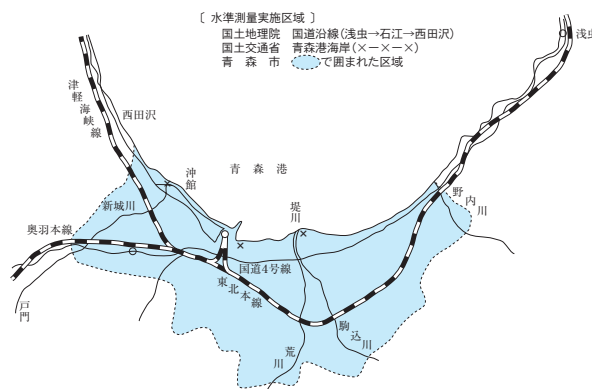 〔 水準測量実施区域 〕
国土地理院　国道沿線(浅虫→石江→西田沢)
国土交通省　青森港海岸(×－×－×)
青　森　市　で囲まれた区域
浅虫
津軽海峡線
西田沢
沖館
青森港
新城川
堤川
野内川
奥羽本線
国道4号線
東北本線
戸門
駒込川
荒川